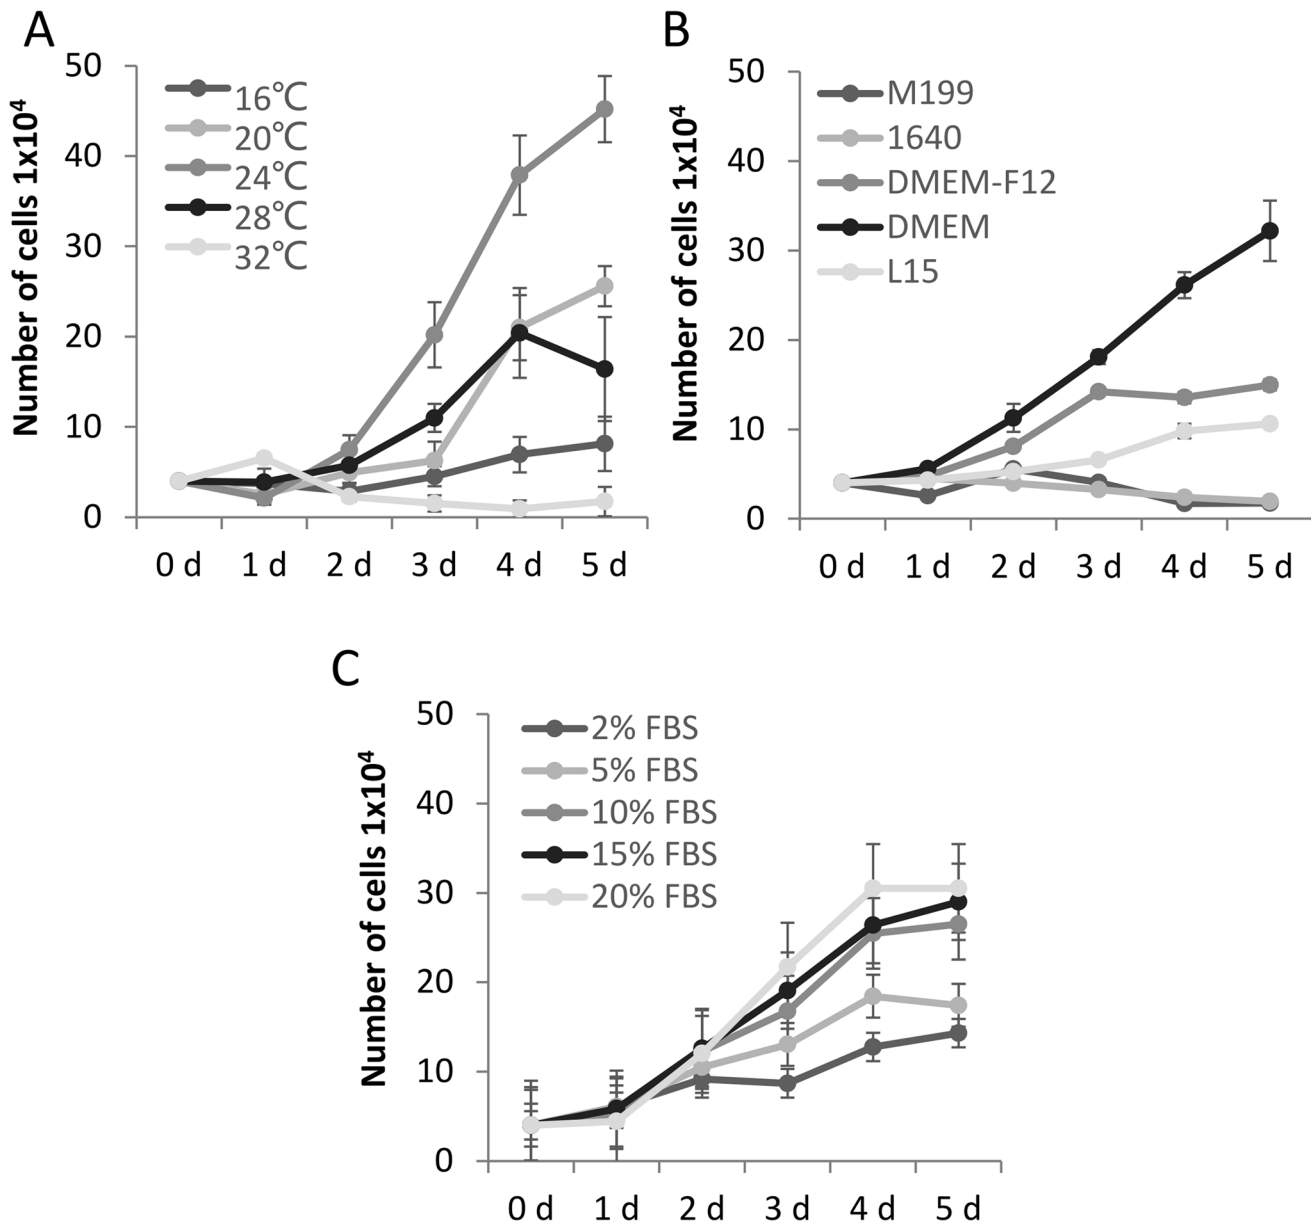 A
Number of cells 1x10⁴
50
40
30
20
10
0
16℃
20℃
24℃
28℃
32℃
0 d 1 d 2 d 3 d 4 d 5 d
B
Number of cells 1x10⁴
50
40
30
20
10
0
M199
1640
DMEM-F12
DMEM
L15
0 d 1 d 2 d 3 d 4 d 5 d
C
Number of cells 1x10⁴
50
40
30
20
10
0
2% FBS
5% FBS
10% FBS
15% FBS
20% FBS
0 d 1 d 2 d 3 d 4 d 5 d